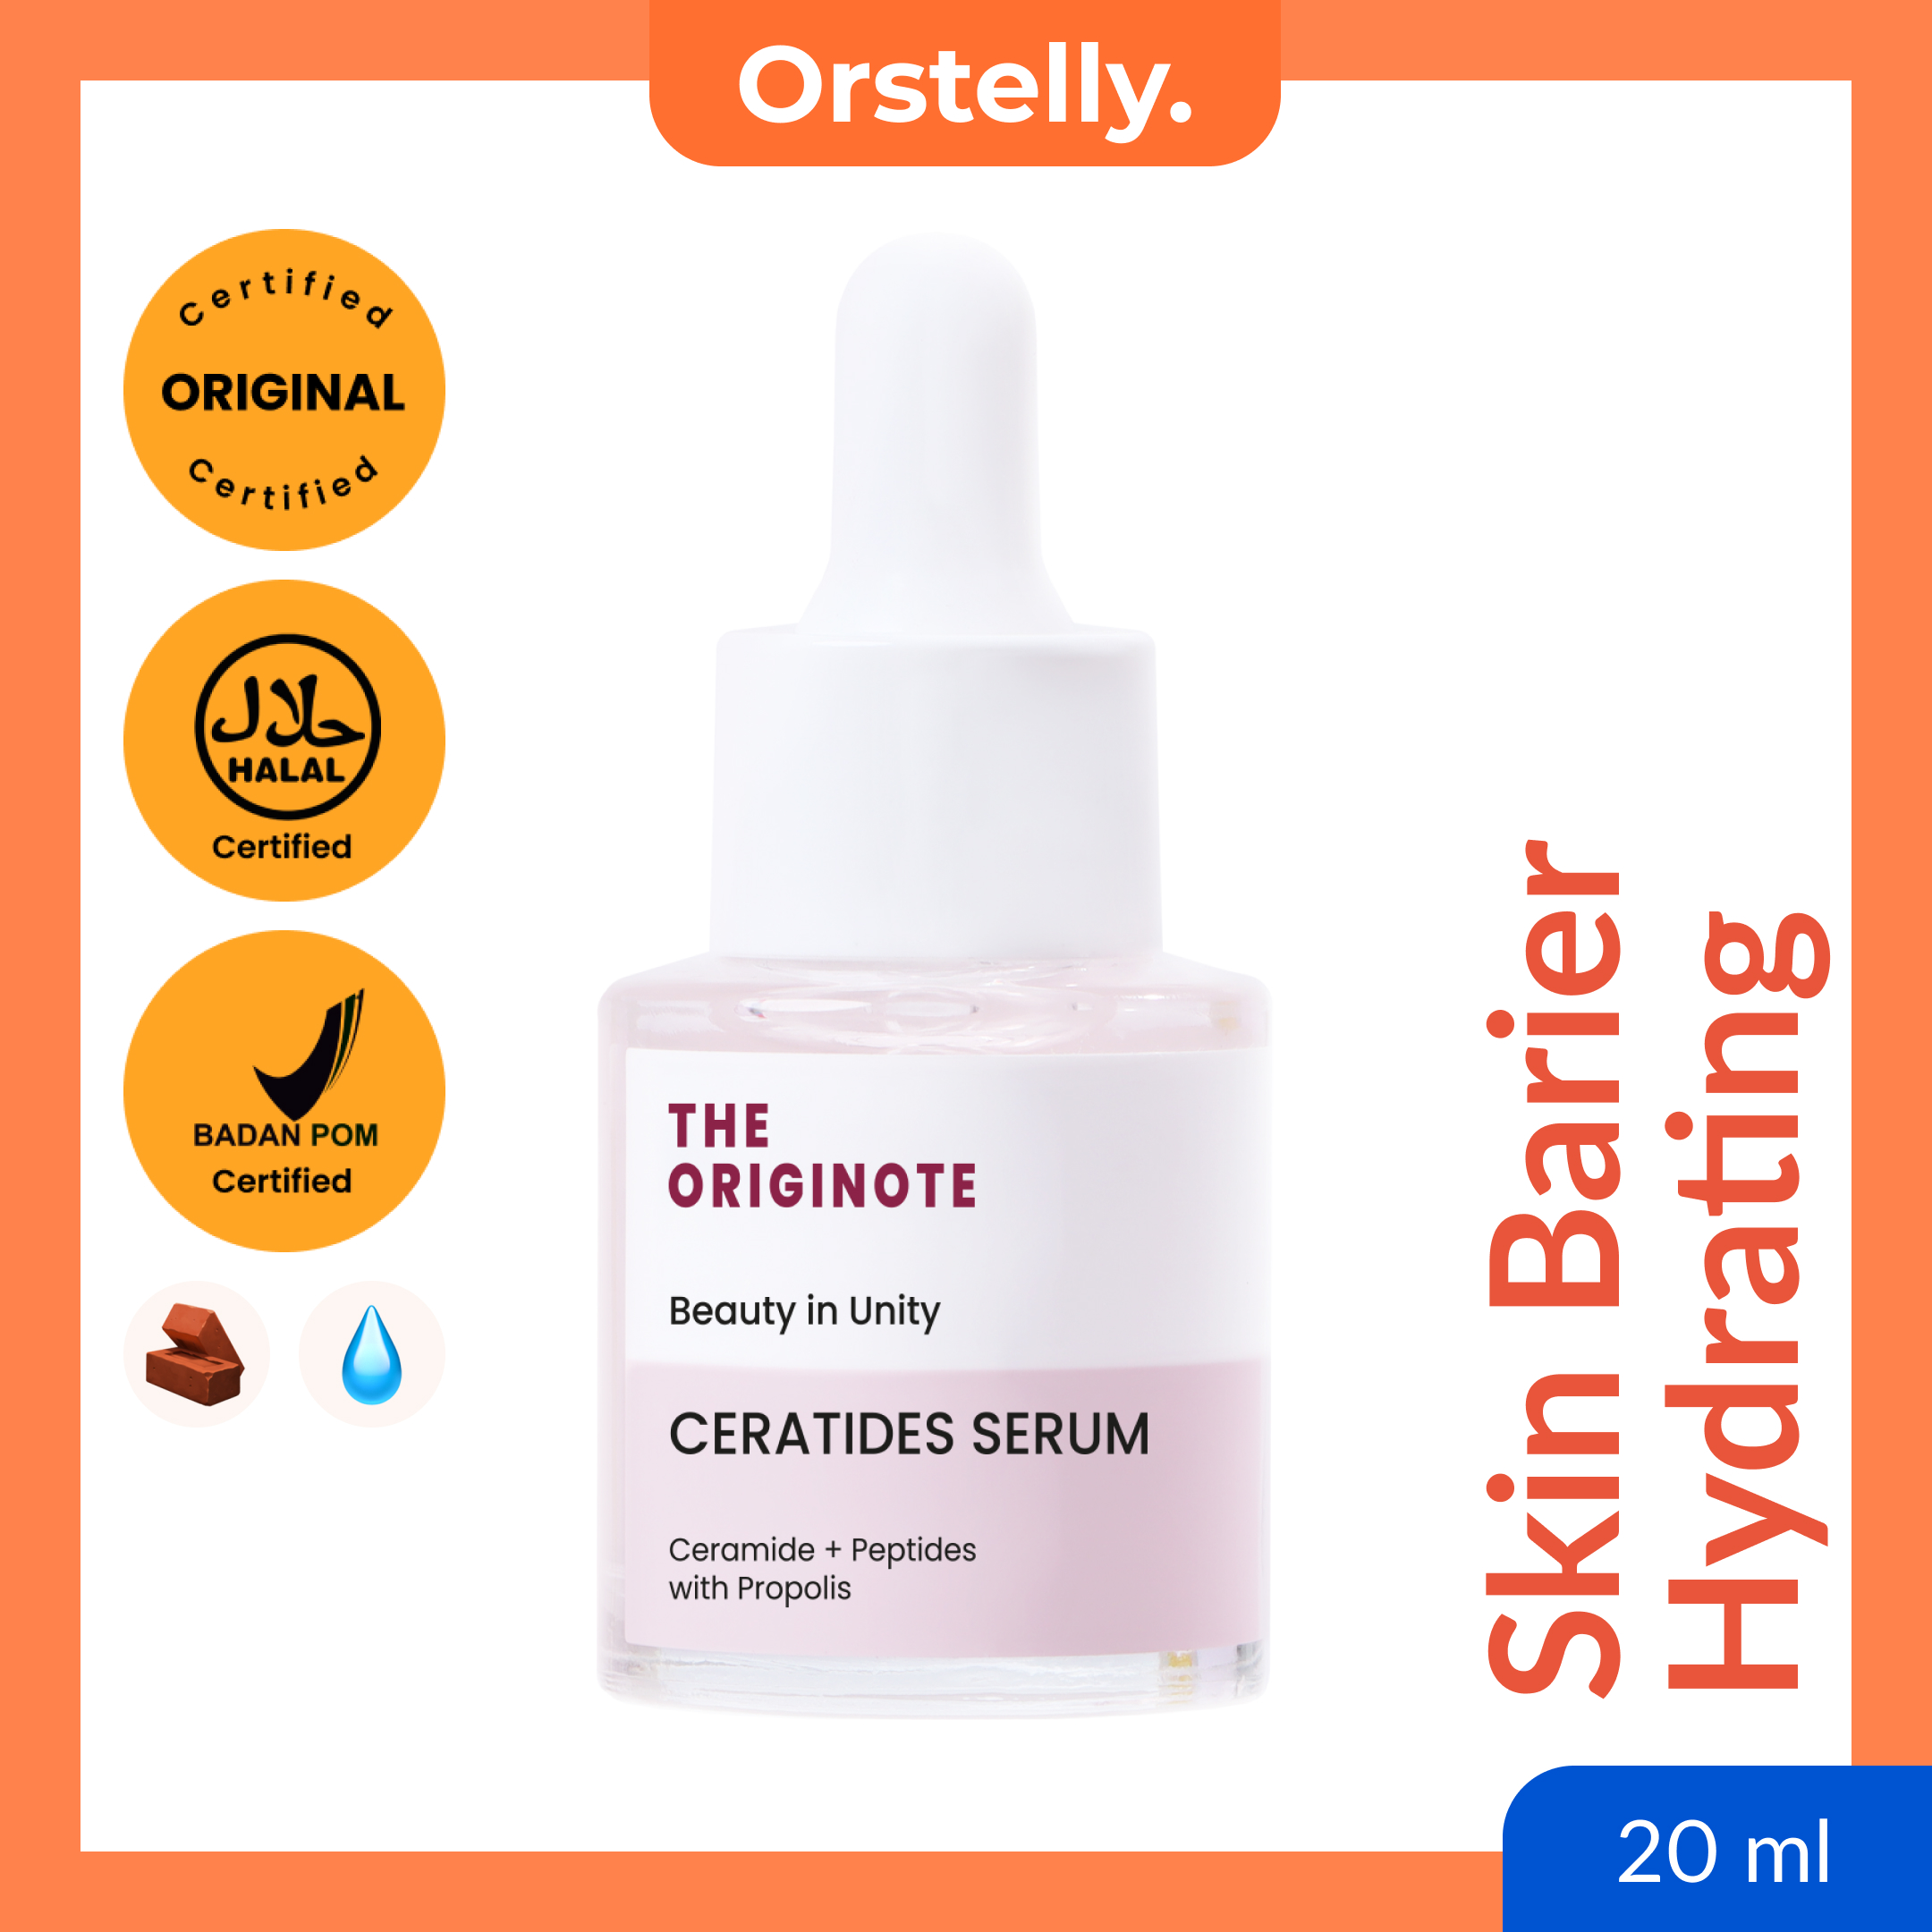 Orstelly.
Certified
ORIGINAL
Certified
حلال
HALAL
Certified
BADAN POM
Certified
THE
ORIGINOTE
Beauty in Unity
CERATIDES SERUM
Ceramide + Peptides
with Propolis
Skin Barier
Hydrating
20 ml